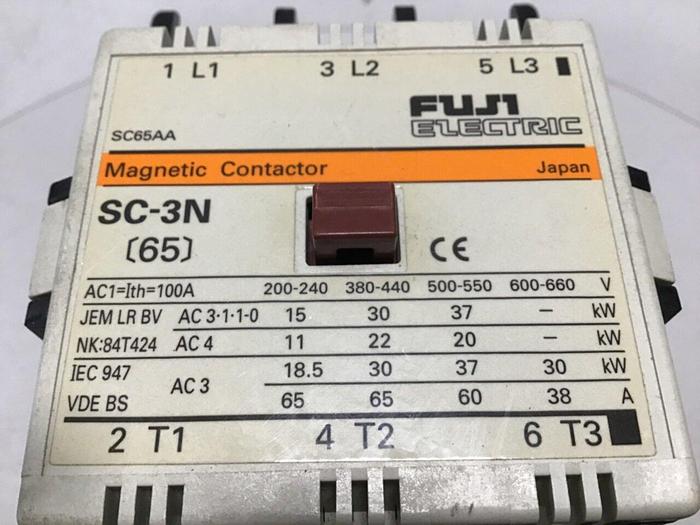 1 L1 3 L2 5 L3
FUJI
ELECTRIC
SC65AA
Magnetic Contactor Japan
SC-3N
[65]
CE
AC1=Ith=100A 200-240 380-440 500-550 600-660 V
JEM LR BV AC 3·1·1-0 15 30 37 – kW
NK:84T424 AC 4 11 22 20 – kW
IEC 947 AC 3 18.5 30 37 30 kW
VDE BS 65 65 60 38 A
2 T1 4 T2 6 T3